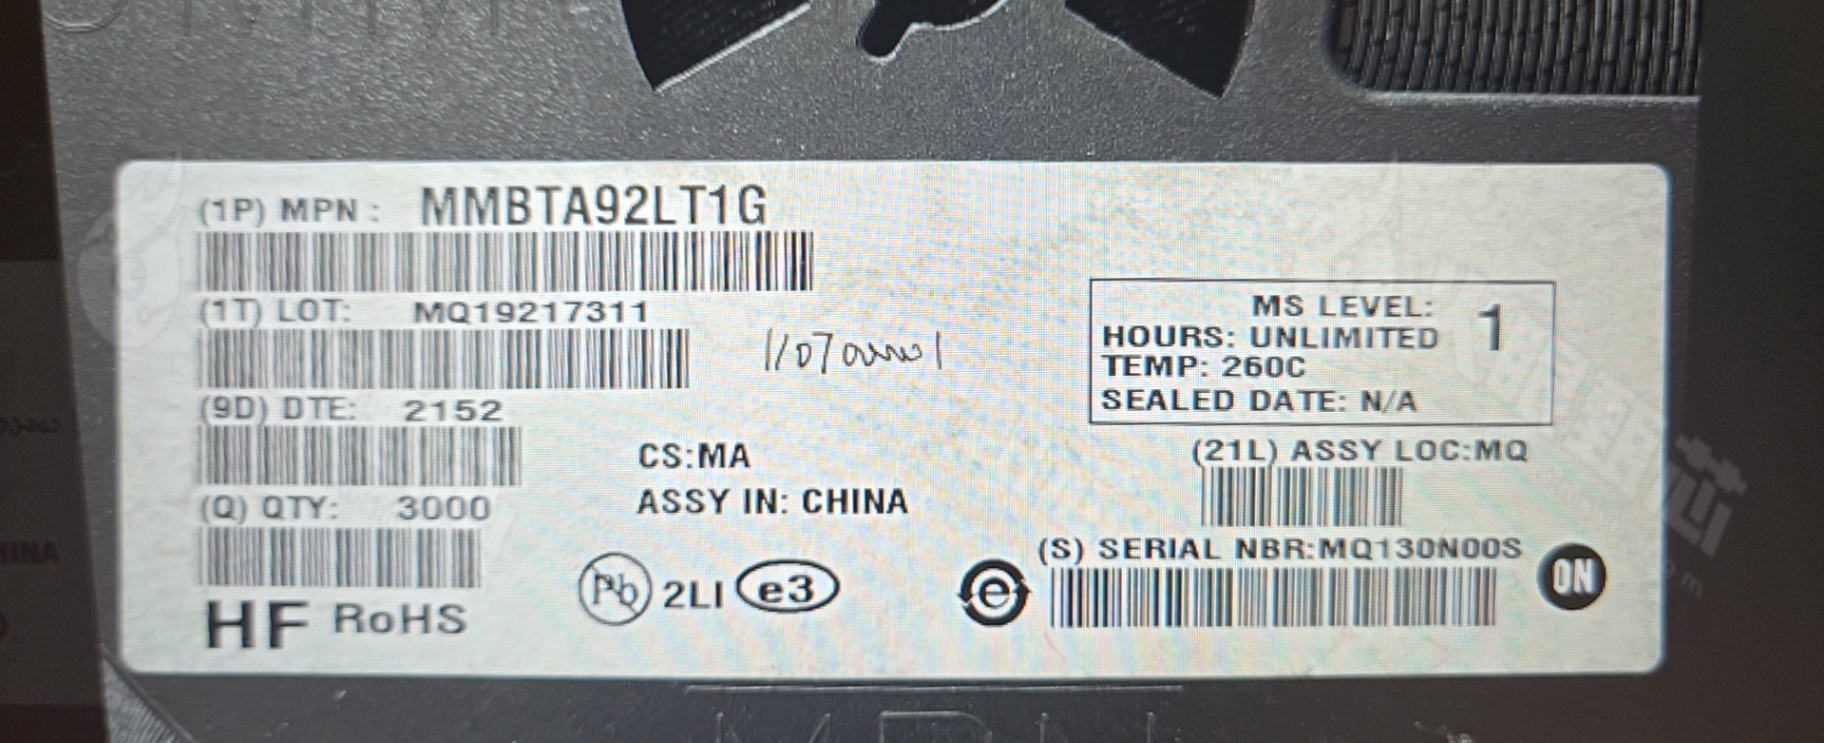 (1P) MPN : MMBTA92LT1G
(1T) LOT: MQ19217311
(9D) DTE: 2152
(Q) QTY: 3000
HF RoHS
CS:MA
ASSY IN: CHINA
Pb 2LI e3
MS LEVEL: 1
HOURS: UNLIMITED
TEMP: 260C
SEALED DATE: N/A
(21L) ASSY LOC:MQ
(S) SERIAL NBR:MQ130N00S
e
ON